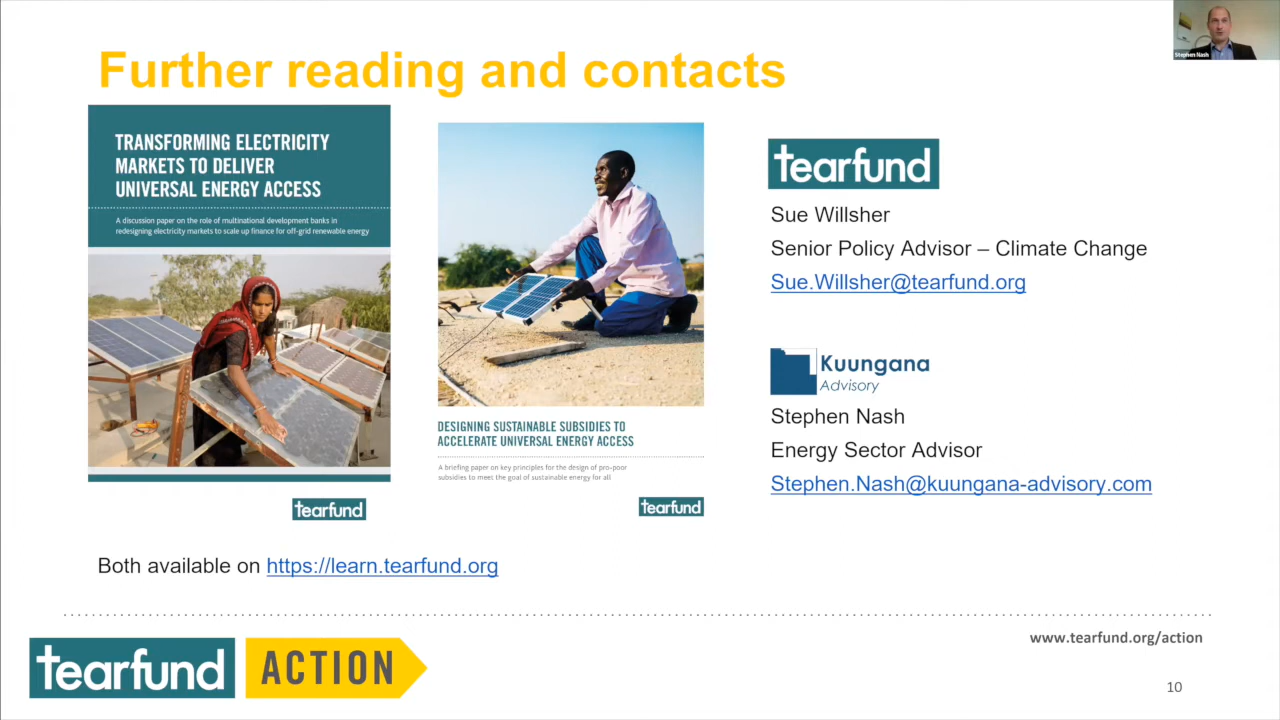 Further reading and contacts
Stephen Nash
TRANSFORMING ELECTRICITY
MARKETS TO DELIVER
UNIVERSAL ENERGY ACCESS
A discussion paper on the role of multinational development banks in
redesigning electricity markets to scale up finance for off-grid renewable energy
tearfund
DESIGNING SUSTAINABLE SUBSIDIES TO
ACCELERATE UNIVERSAL ENERGY ACCESS
A briefing paper on key principles for the design of pro-poor
subsidies to meet the goal of sustainable energy for all
tearfund
tearfund
Sue Willsher
Senior Policy Advisor – Climate Change
Sue.Willsher@tearfund.org
Kuungana
Advisory
Stephen Nash
Energy Sector Advisor
Stephen.Nash@kuungana-advisory.com
Both available on https://learn.tearfund.org
tearfund ACTION
www.tearfund.org/action
10